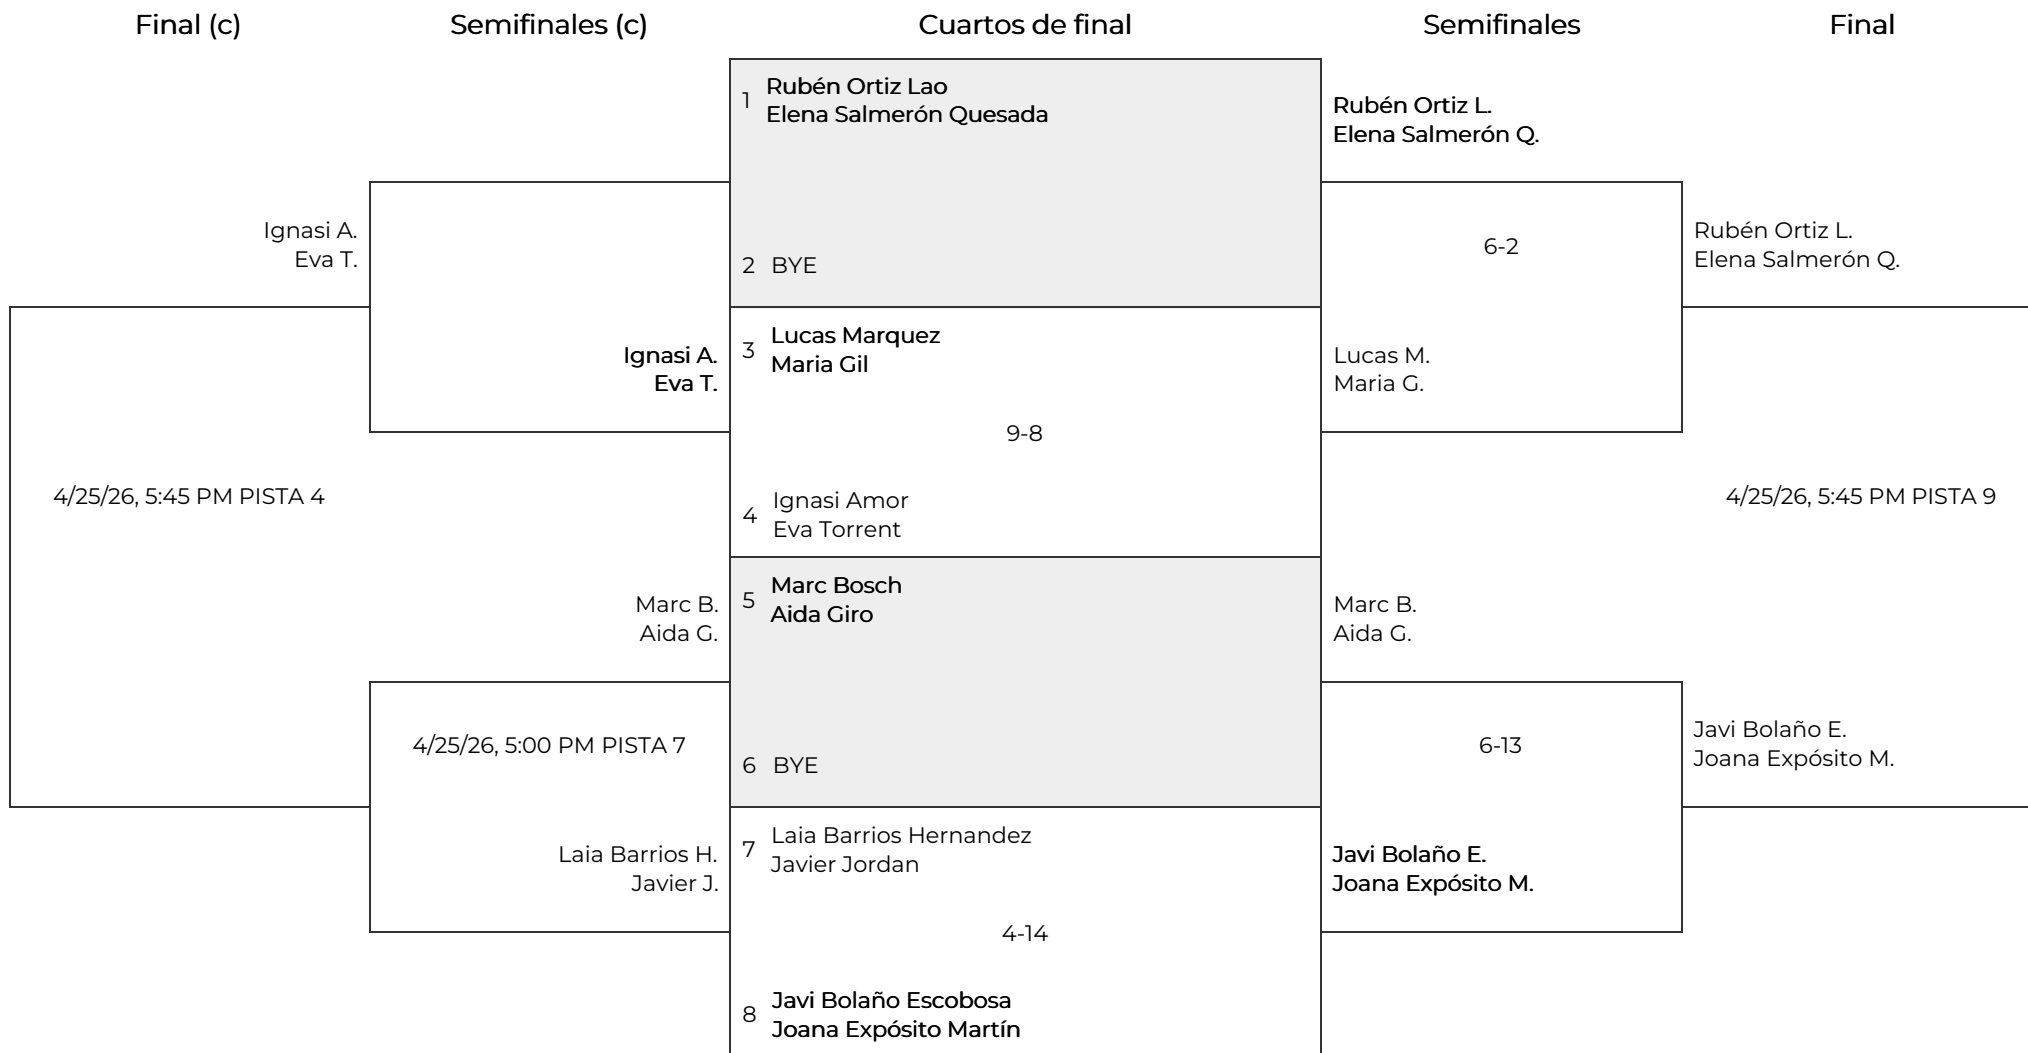 Final (c)
Semifinales (c)
Cuartos de final
Semifinales
Final
Ignasi A.
Eva T.
4/25/26, 5:45 PM PISTA 4
Ignasi A.
Eva T.
Marc B.
Aida G.
4/25/26, 5:00 PM PISTA 7
Laia Barrios H.
Javier J.
1 Rubén Ortiz Lao
Elena Salmerón Quesada
2 BYE
3 Lucas Marquez
Maria Gil
9-8
4 Ignasi Amor
Eva Torrent
5 Marc Bosch
Aida Giro
6 BYE
7 Laia Barrios Hernandez
Javier Jordan
4-14
8 Javi Bolaño Escobosa
Joana Expósito Martín
Rubén Ortiz L.
Elena Salmerón Q.
6-2
Lucas M.
Maria G.
Marc B.
Aida G.
6-13
Javi Bolaño E.
Joana Expósito M.
Rubén Ortiz L.
Elena Salmerón Q.
4/25/26, 5:45 PM PISTA 9
Javi Bolaño E.
Joana Expósito M.